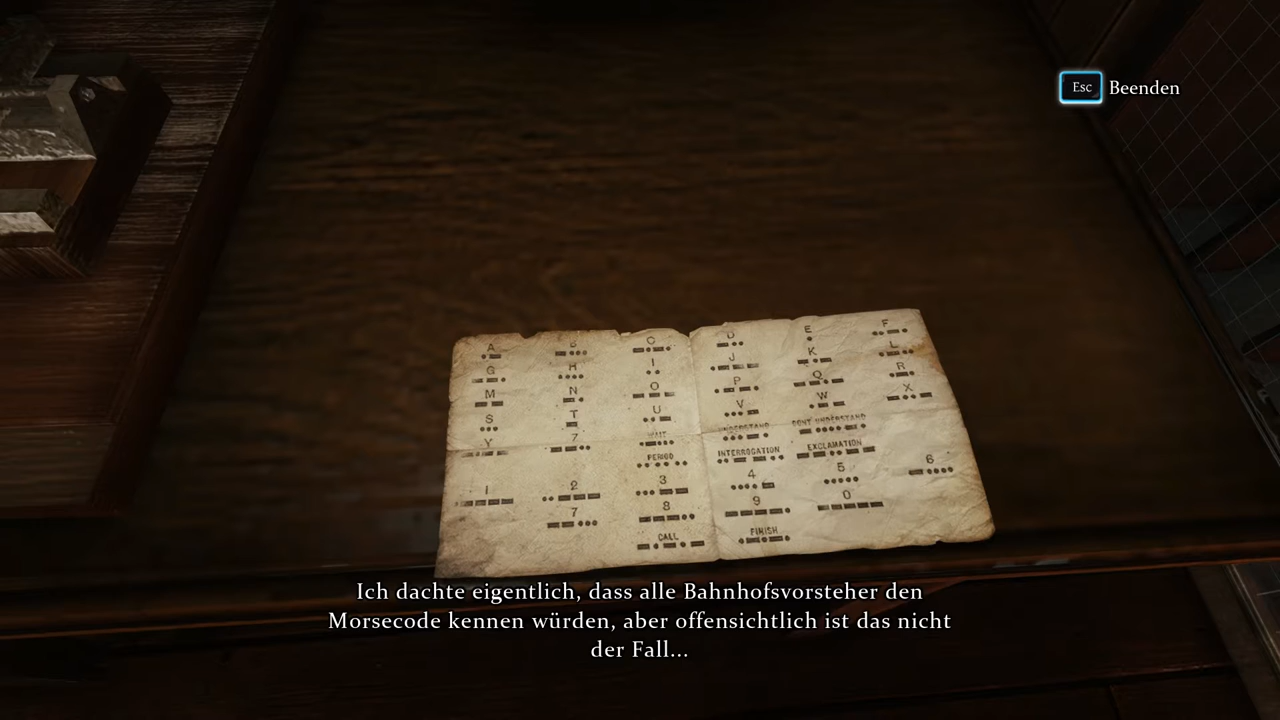 Esc Beenden
A B C D E F
G H I J K L
M N O P Q R
S T U V W X
Y Z WAIT UNDERSTAND DONT UNDERSTAND
PERIOD INTERROGATION EXCLAMATION
1 2 3 4 5 6
7 8 9 0
CALL FINISH
Ich dachte eigentlich, dass alle Bahnhofsvorsteher den
Morsecode kennen würden, aber offensichtlich ist das nicht
der Fall...